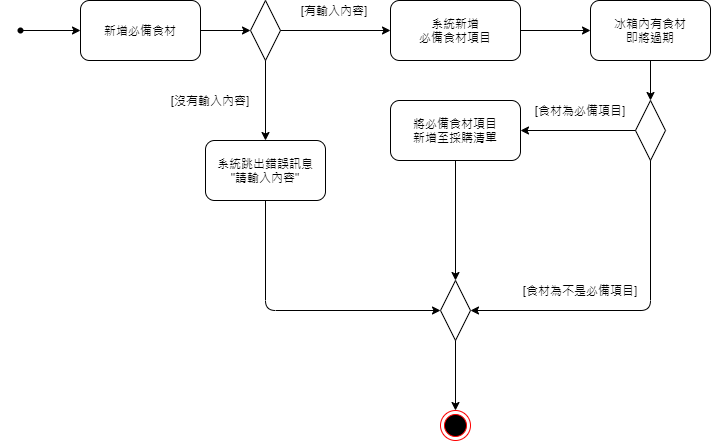 新增必備食材
[有輸入內容]
系統新增
必備食材項目
冰箱內有食材
即將過期
[沒有輸入內容]
[食材為必備項目]
將必備食材項目
新增至採購清單
系統跳出錯誤訊息
"請輸入內容"
[食材為不是必備項目]